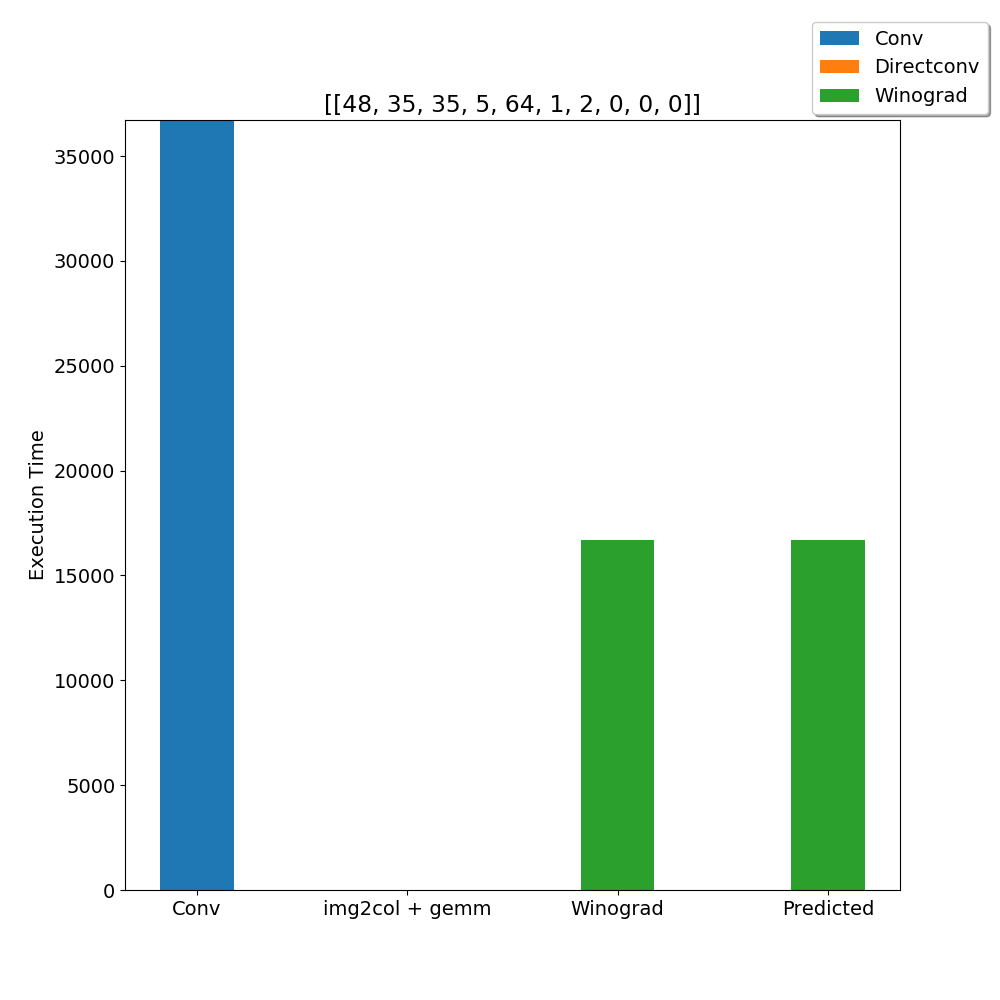 Conv
Directconv
Winograd
[[48, 35, 35, 5, 64, 1, 2, 0, 0, 0]]
35000
30000
25000
20000
15000
10000
5000
0
Execution Time
Conv
img2col + gemm
Winograd
Predicted